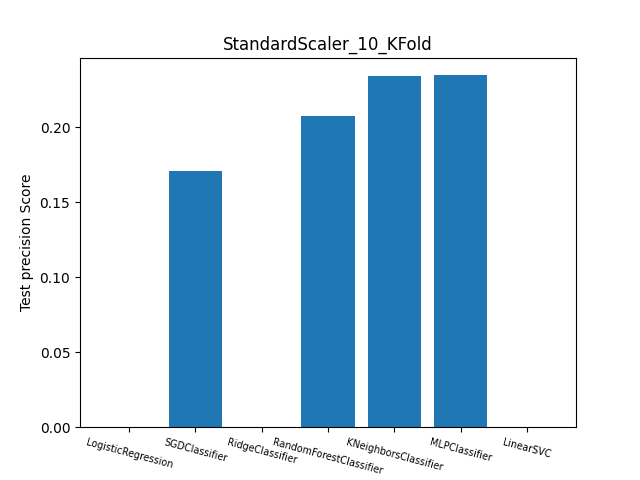 StandardScaler_10_KFold
Test precision Score
0.20
0.15
0.10
0.05
0.00
LogisticRegression
SGDClassifier
RidgeClassifier
RandomForestClassifier
KNeighborsClassifier
MLPClassifier
LinearSVC